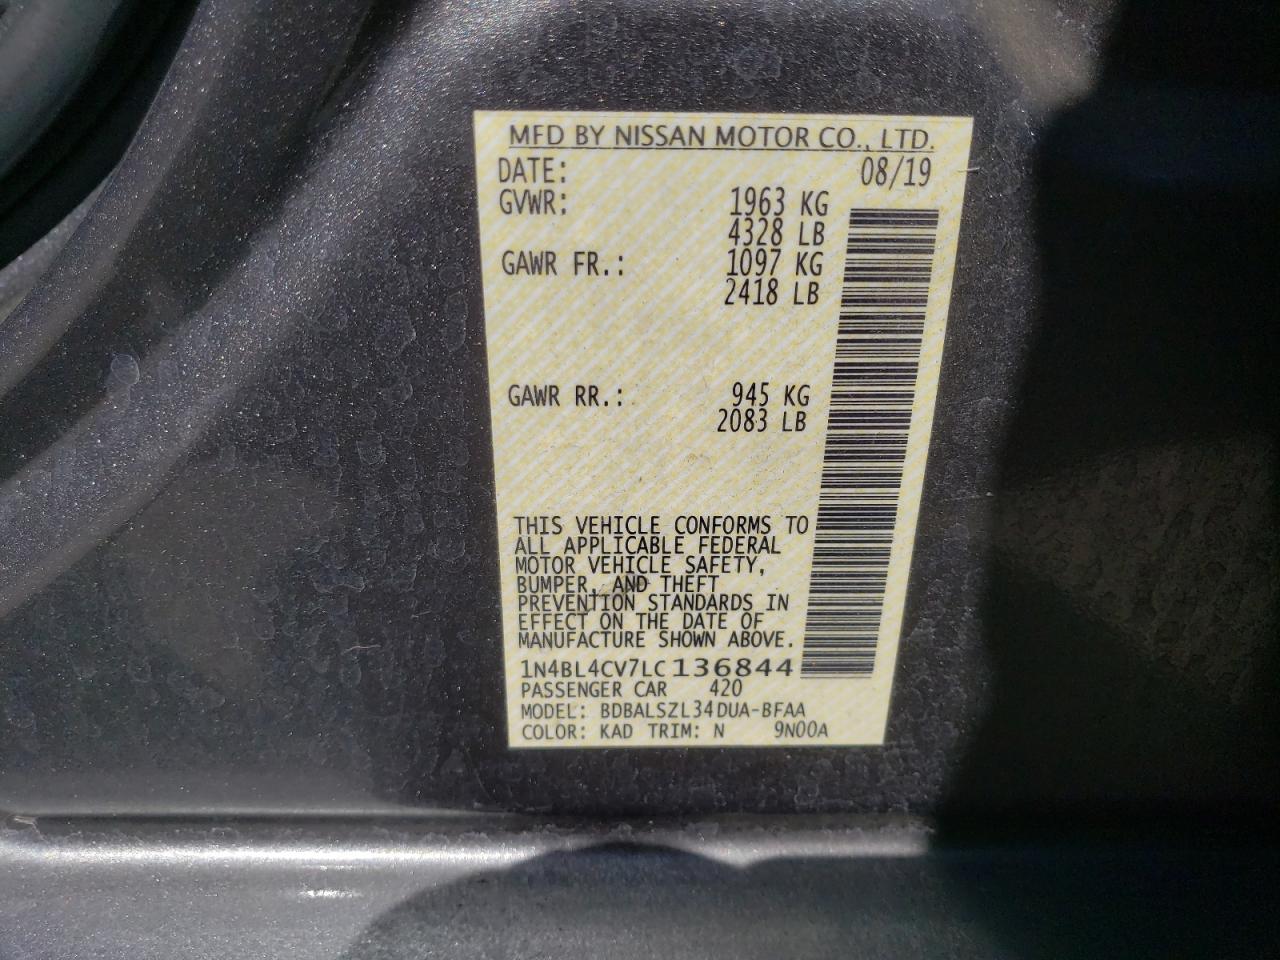 MFD BY NISSAN MOTOR CO., LTD.
DATE: 08/19
GVWR: 1963 KG
4328 LB
GAWR FR.: 1097 KG
2418 LB
GAWR RR.: 945 KG
2083 LB
THIS VEHICLE CONFORMS TO
ALL APPLICABLE FEDERAL
MOTOR VEHICLE SAFETY,
BUMPER, AND THEFT
PREVENTION STANDARDS IN
EFFECT ON THE DATE OF
MANUFACTURE SHOWN ABOVE.
1N4BL4CV7LC136844
PASSENGER CAR 420
MODEL: BDBALSZL34DUA-BFAA
COLOR: KAD TRIM: N 9N00A